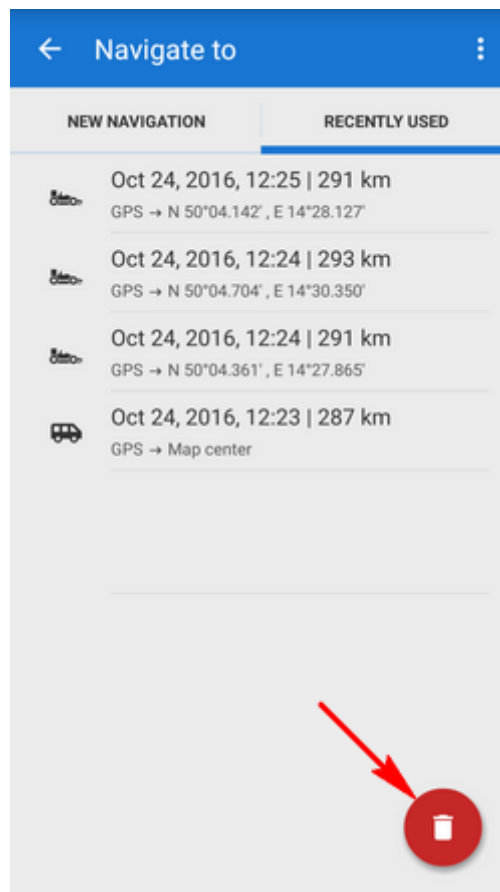 Navigate to
NEW NAVIGATION
RECENTLY USED
Oct 24, 2016, 12:25 | 291 km
GPS → N 50°04.142' , E 14°28.127'
Oct 24, 2016, 12:24 | 293 km
GPS → N 50°04.704' , E 14°30.350'
Oct 24, 2016, 12:24 | 291 km
GPS → N 50°04.361' , E 14°27.865'
Oct 24, 2016, 12:23 | 287 km
GPS → Map center